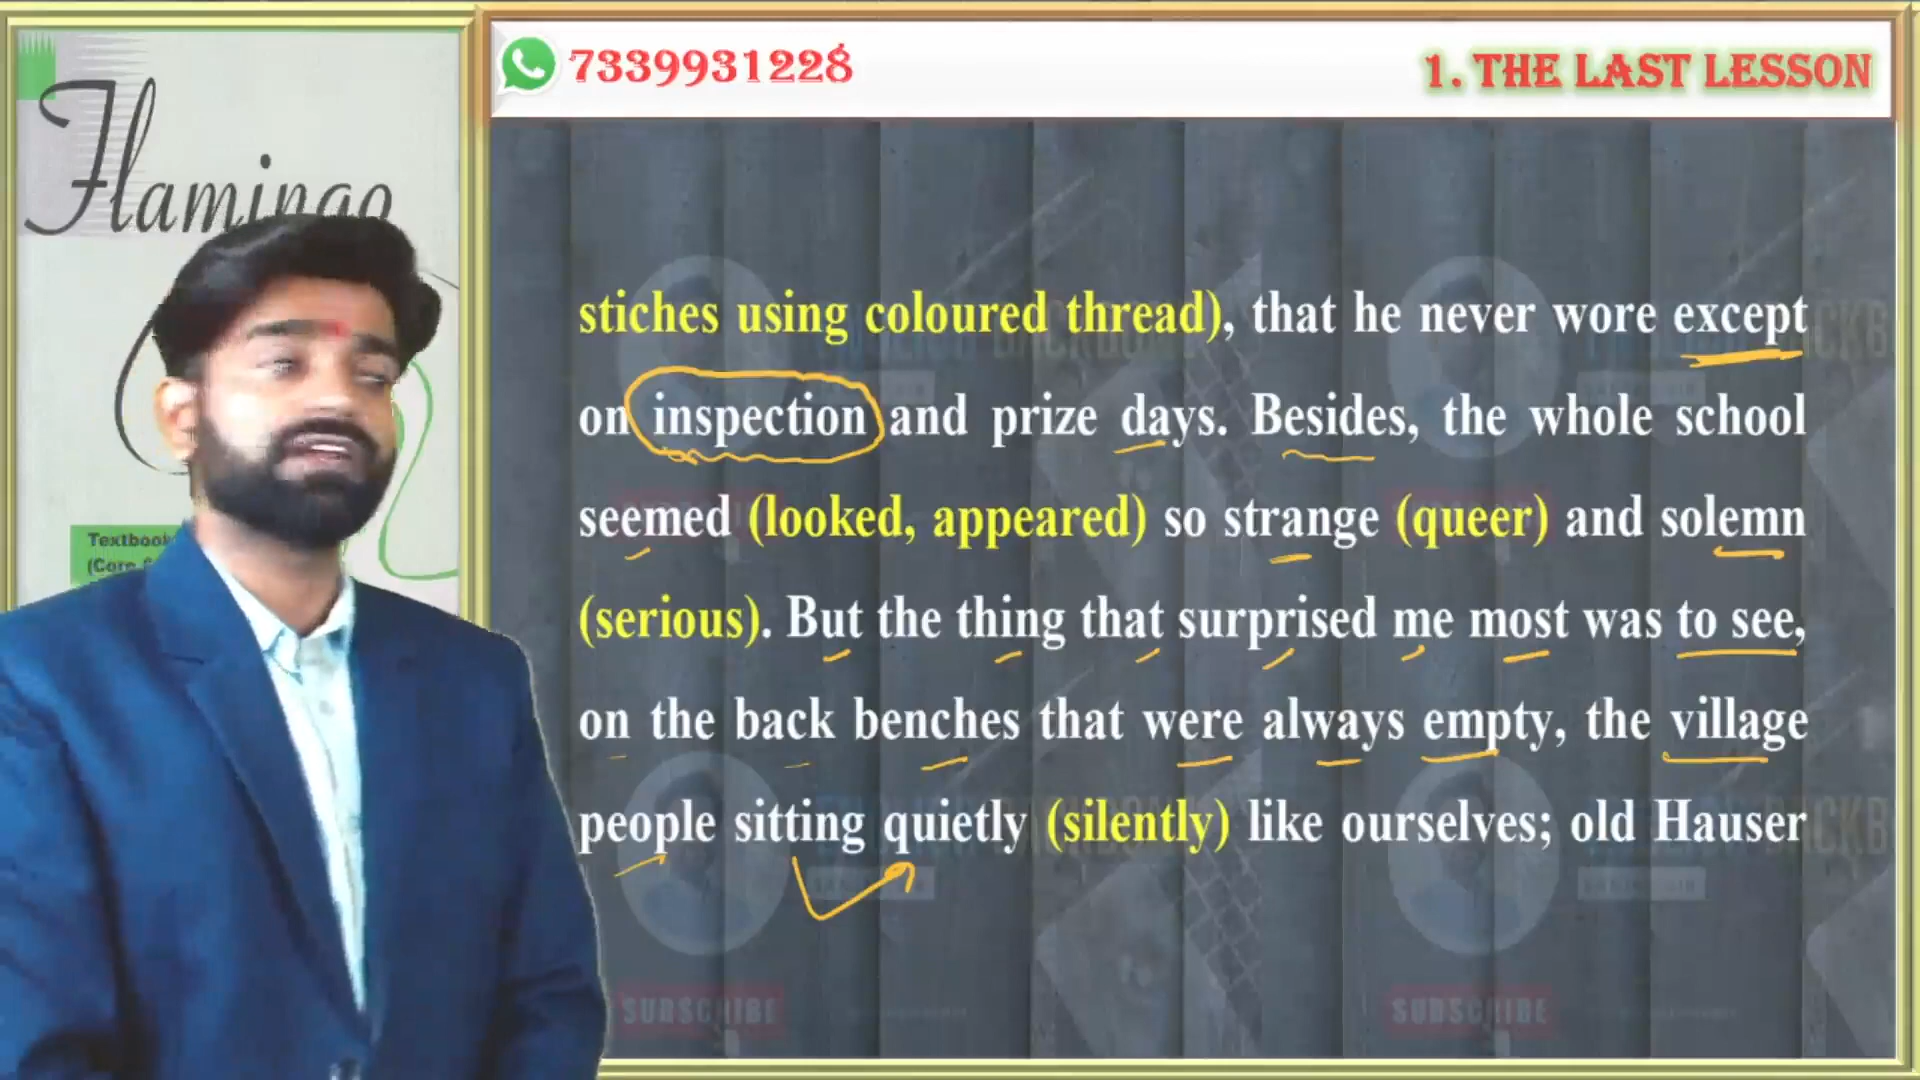 Flamingo
Textbook
(Core
7339931228
1. THE LAST LESSON
stiches using coloured thread), that he never wore except
on inspection and prize days. Besides, the whole school
seemed (looked, appeared) so strange (queer) and solemn
(serious). But the thing that surprised me most was to see,
on the back benches that were always empty, the village
people sitting quietly (silently) like ourselves; old Hauser
SUBSCRIBE
SUBSCRIBE